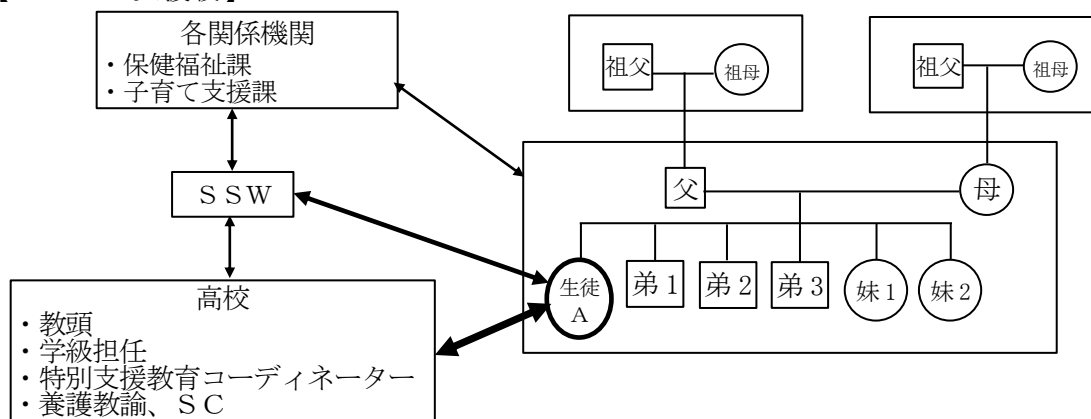 各関係機関
・保健福祉課
・子育て支援課
祖父
祖母
祖父
祖母
ＳＳＷ
父
母
生徒
Ａ
弟１
弟２
弟３
妹１
妹２
高校
・教頭
・学級担任
・特別支援教育コーディネーター
・養護教諭、ＳＣ